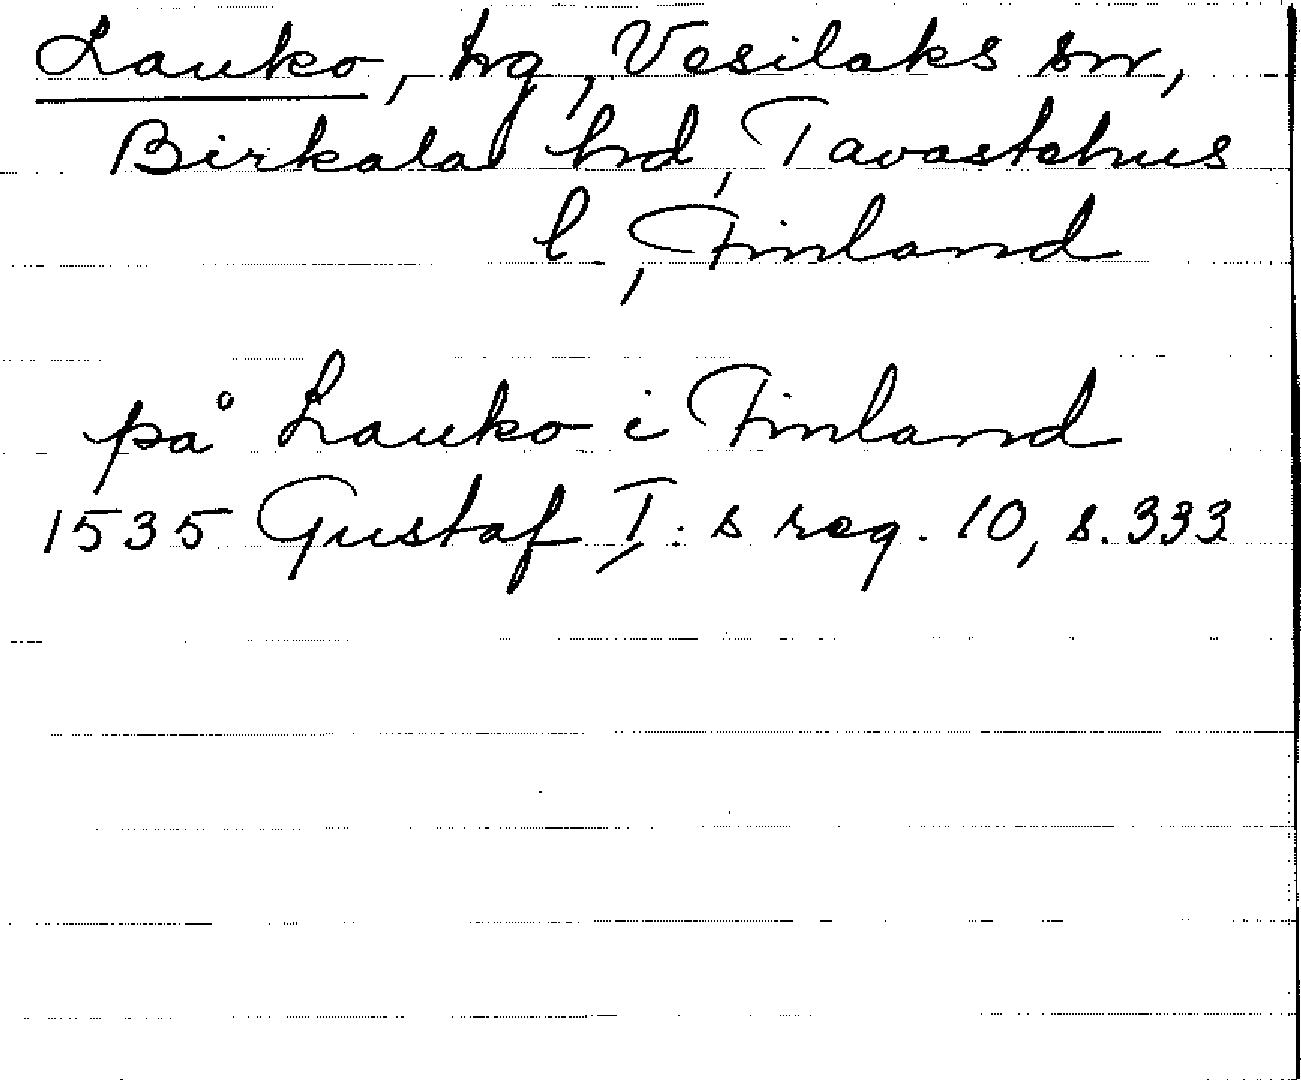 Lauko, hg, Vesilaks sn,
Birkala hd, Tavastehus
l, Finland
på Lauko i Finland
1535 Gustaf I:s reg. 10, s. 333